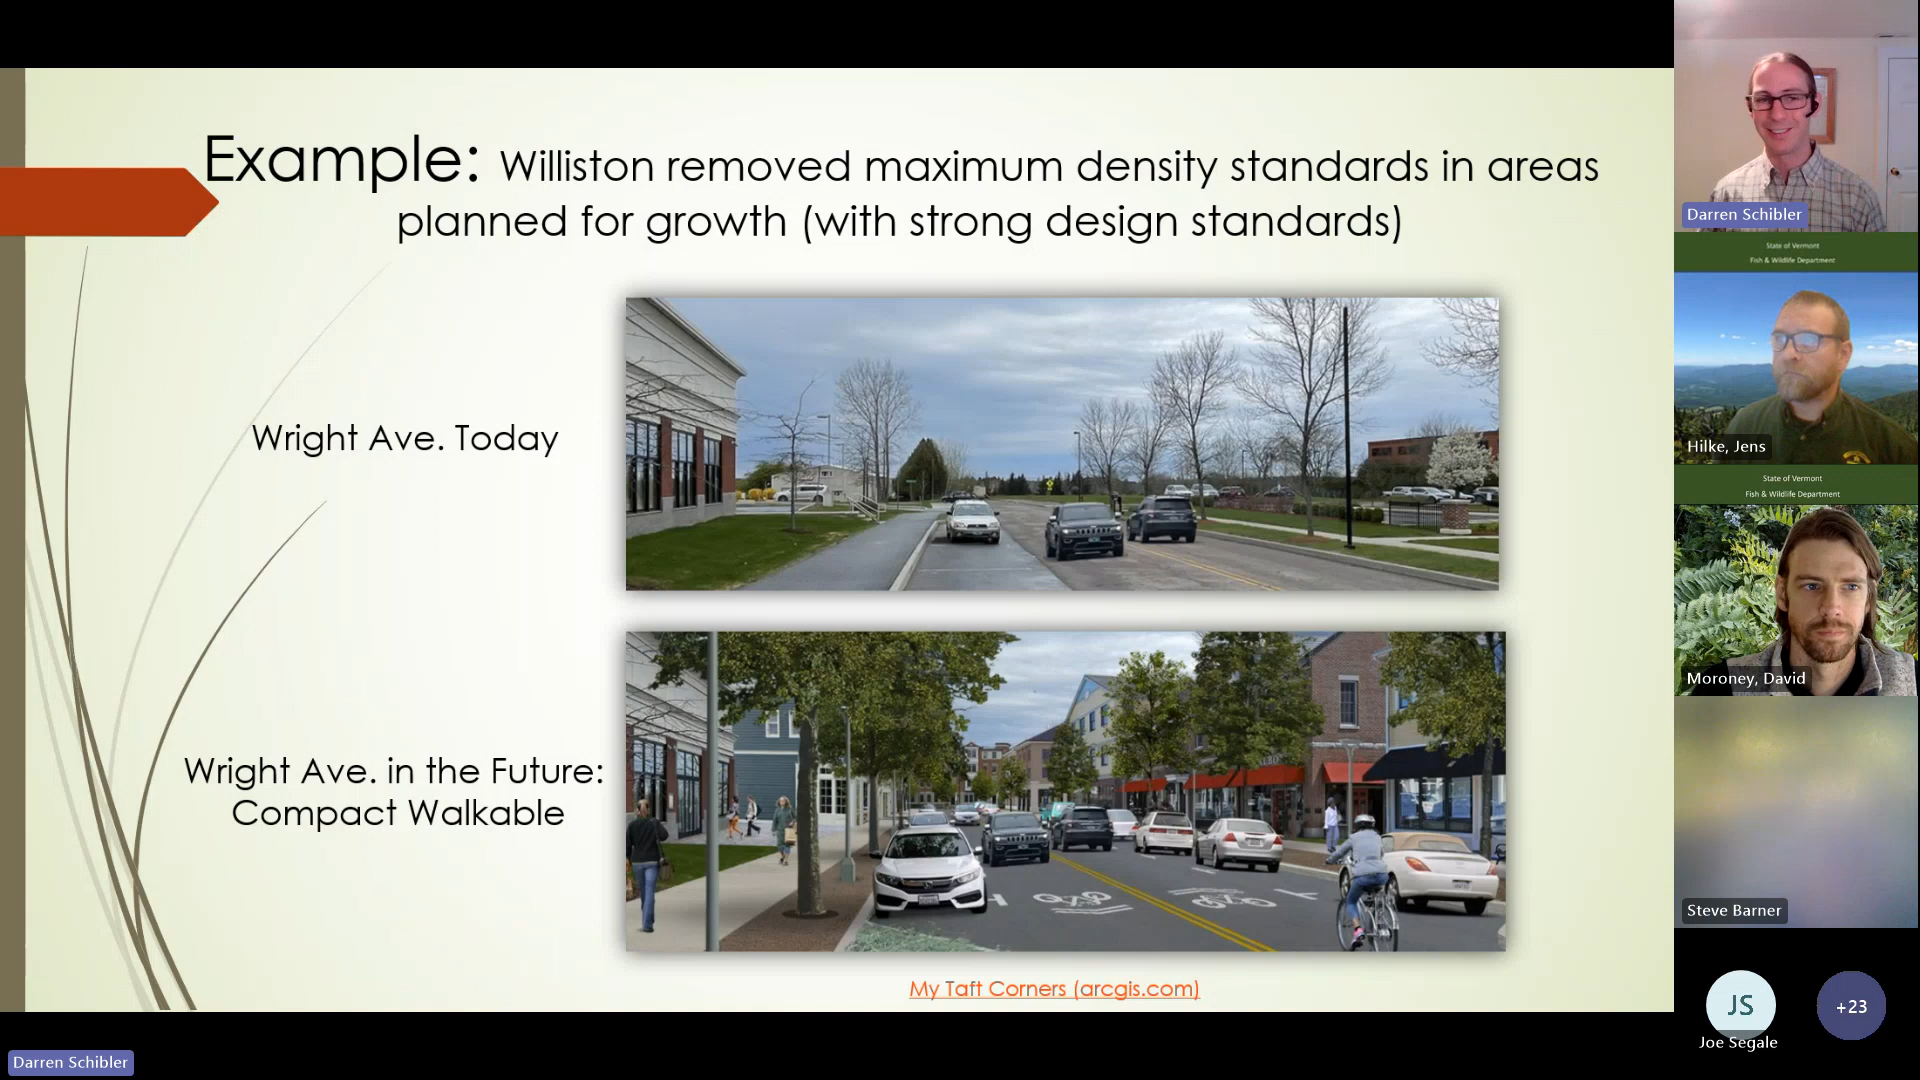 Example: Williston removed maximum density standards in areas
planned for growth (with strong design standards)
Wright Ave. Today
Wright Ave. in the Future:
Compact Walkable
My Taft Corners (arcgis.com)
Darren Schibler
Darren Schibler
State of Vermont
Fish & Wildlife Department
Hilke, Jens
State of Vermont
Fish & Wildlife Department
Moroney, David
Steve Barner
JS
+23
Joe Segale